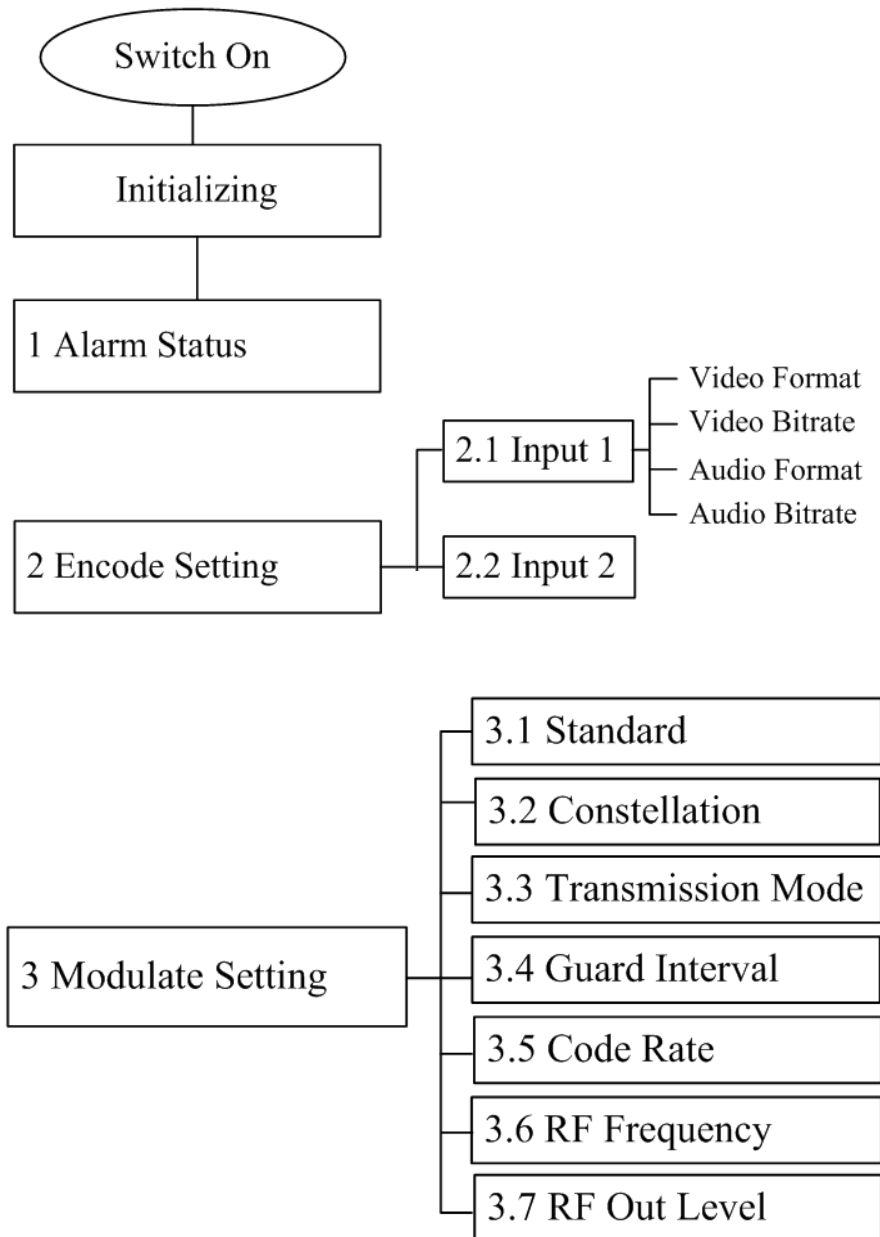 Switch On
Initializing
1 Alarm Status
2 Encode Setting
2.1 Input 1
Video Format
Video Bitrate
Audio Format
Audio Bitrate
2.2 Input 2
3 Modulate Setting
3.1 Standard
3.2 Constellation
3.3 Transmission Mode
3.4 Guard Interval
3.5 Code Rate
3.6 RF Frequency
3.7 RF Out Level